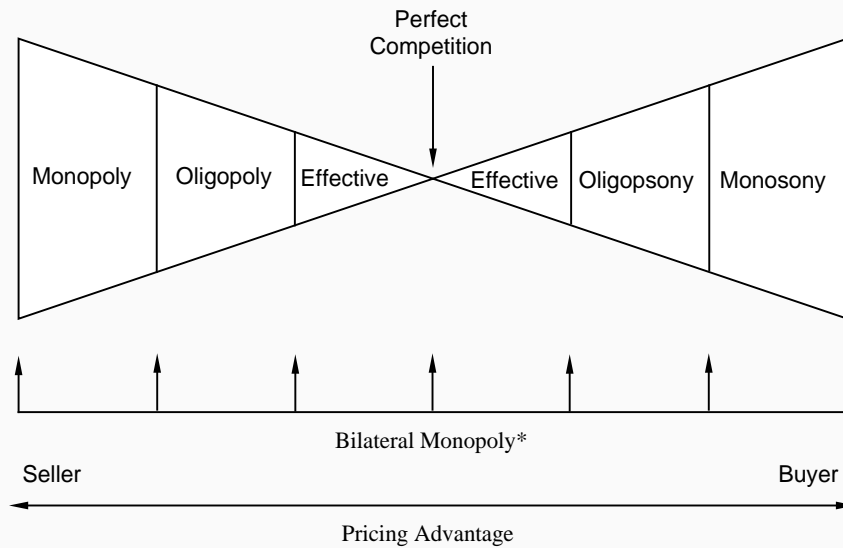 Perfect
Competition
Monopoly
Oligopoly
Effective
Effective
Oligopsony
Monosony
Bilateral Monopoly*
Seller
Buyer
Pricing Advantage